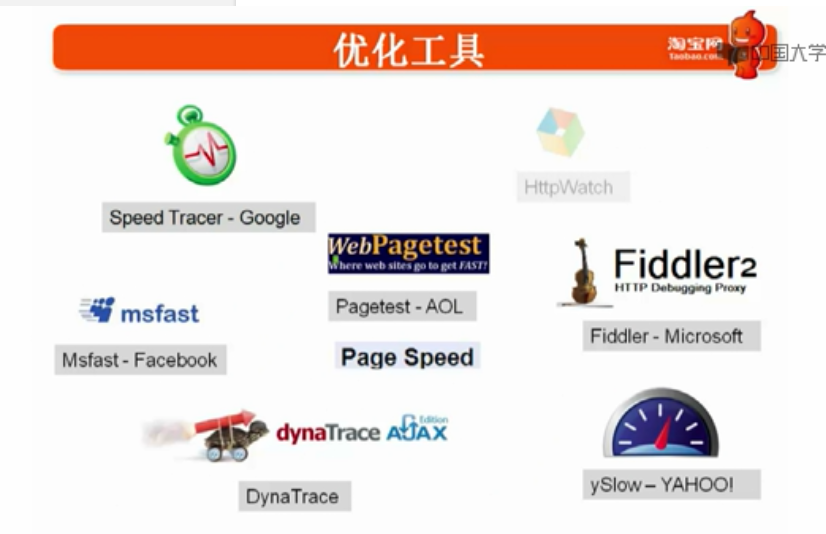 优化工具
淘宝网
Taobao.com
中国大学
HttpWatch
Speed Tracer - Google
WebPagetest
Where web sites go to get FAST!
Fiddler2
HTTP Debugging Proxy
msfast
Pagetest - AOL
Fiddler - Microsoft
Msfast - Facebook
Page Speed
dynaTrace AJAX Edition
ySlow – YAHOO!
DynaTrace